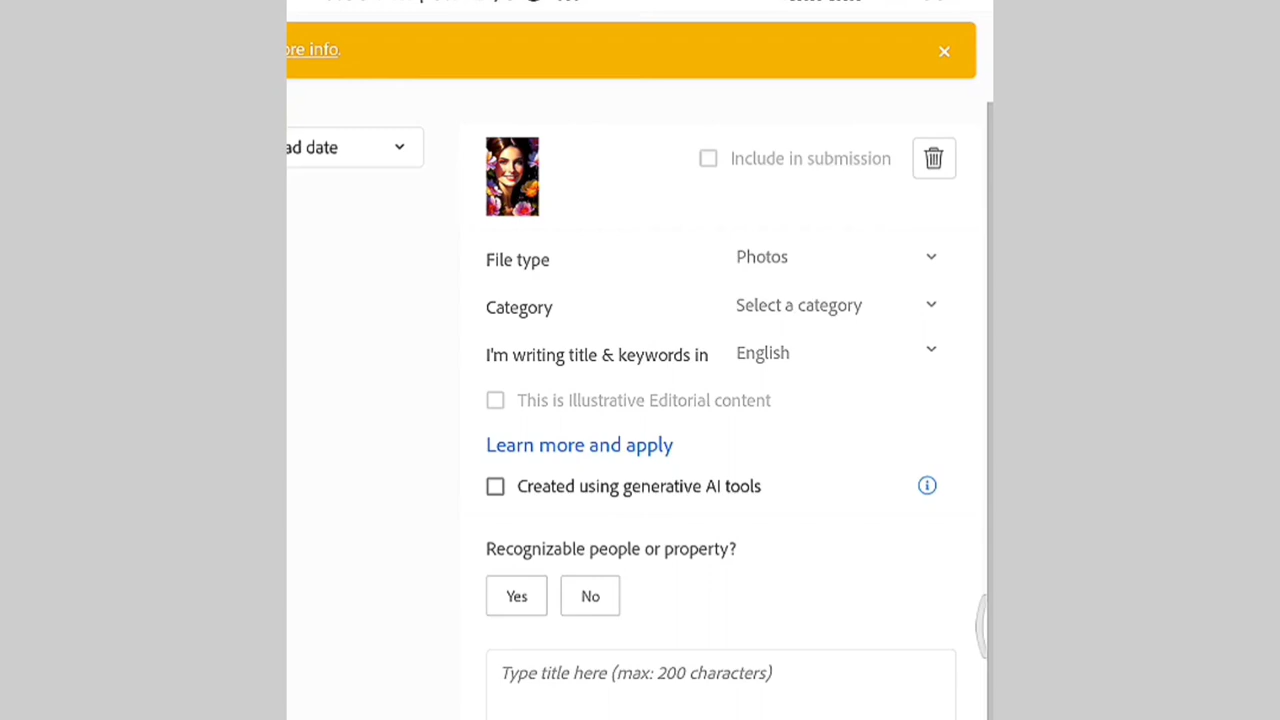 ore info.
ad date
Include in submission
File type
Photos
Category
Select a category
I'm writing title & keywords in
English
This is Illustrative Editorial content
Learn more and apply
Created using generative AI tools
Recognizable people or property?
Yes
No
Type title here (max: 200 characters)